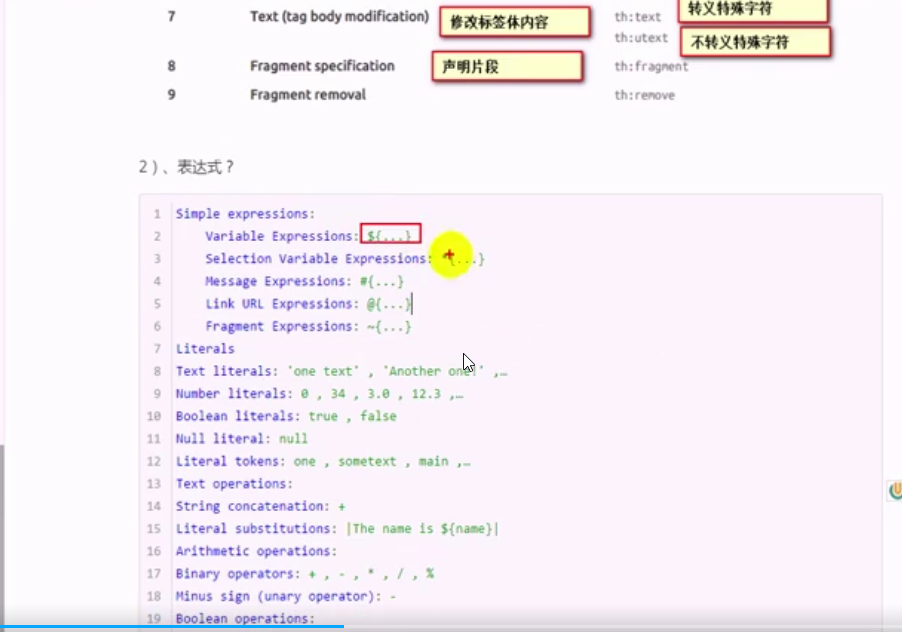 转义特殊字符
7 Text (tag body modification) 修改标签体内容 th:text
th:utext 不转义特殊字符
8 Fragment specification 声明片段 th:fragment
9 Fragment removal th:remove
2）、表达式？
1 Simple expressions:
2 Variable Expressions: ${...}
3 Selection Variable Expressions: {...}
4 Message Expressions: #{...}
5 Link URL Expressions: @{...}
6 Fragment Expressions: ~{...}
7 Literals
8 Text literals: 'one text' , 'Another one!' ,…
9 Number literals: 0 , 34 , 3.0 , 12.3 ,…
10 Boolean literals: true , false
11 Null literal: null
12 Literal tokens: one , sometext , main ,…
13 Text operations:
14 String concatenation: +
15 Literal substitutions: |The name is ${name}|
16 Arithmetic operations:
17 Binary operators: + , - , * , / , %
18 Minus sign (unary operator): -
19 Boolean operations: